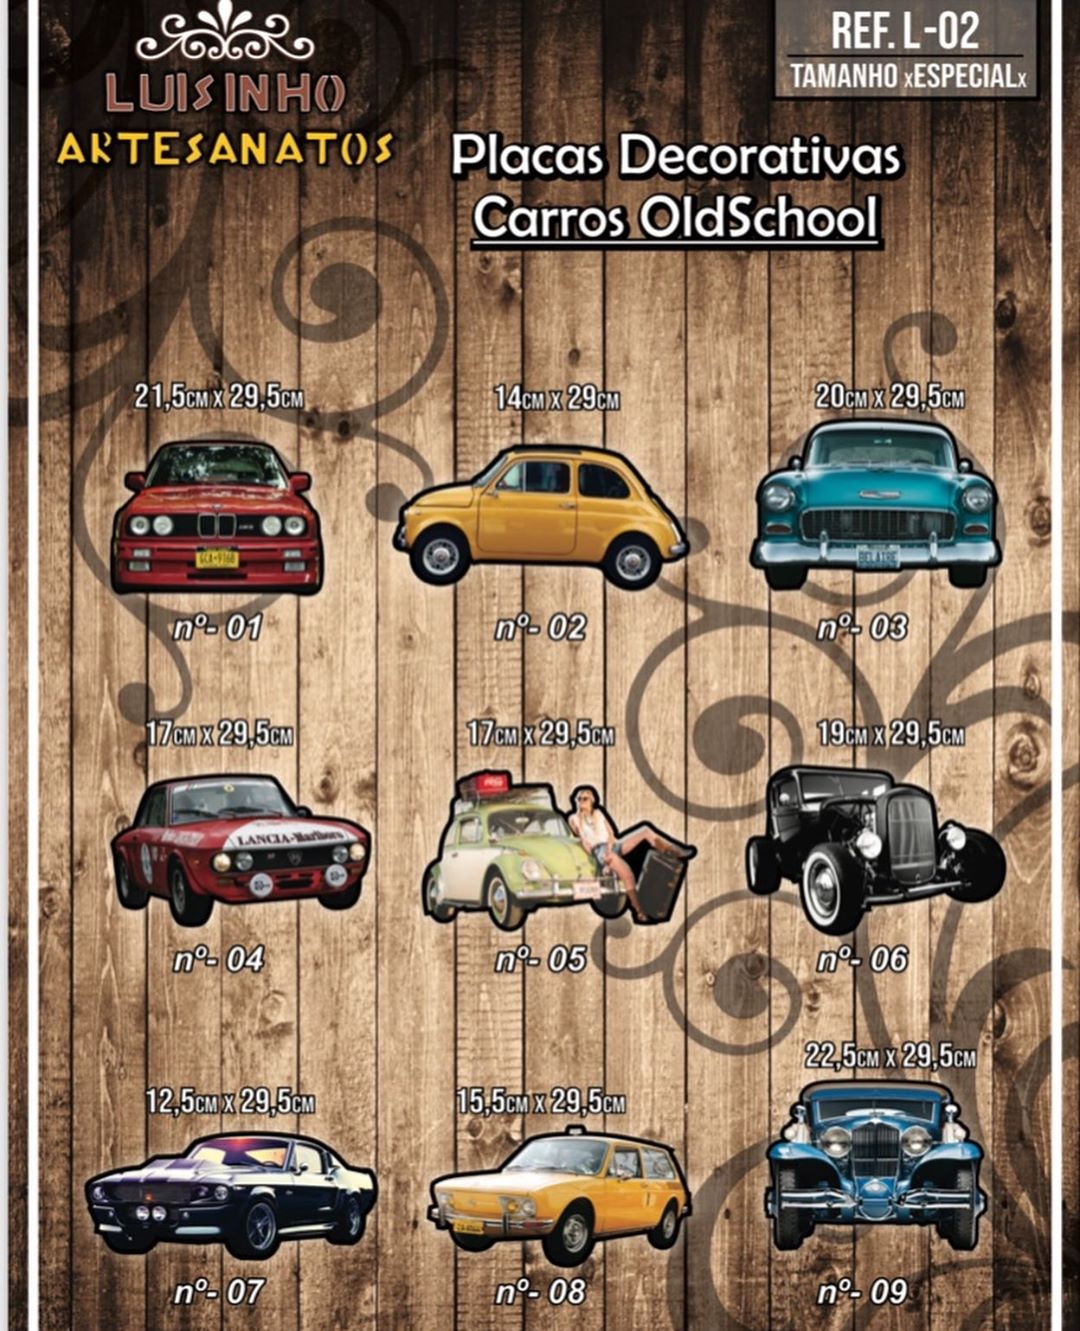 LUISINHO
ARTESANATOS
REF. L-02
TAMANHO xESPECIALx
Placas Decorativas
Carros OldSchool
21,5CM X 29,5CM
14CM X 29CM
20CM X 29,5CM
BELAIRE
nº- 01
nº- 02
nº- 03
17CM X 29,5CM
17CM X 29,5CM
19CM X 29,5CM
LANCIA-Marlboro
nº- 04
nº- 05
nº- 06
12,5CM X 29,5CM
15,5CM X 29,5CM
22,5CM X 29,5CM
nº- 07
nº- 08
nº- 09